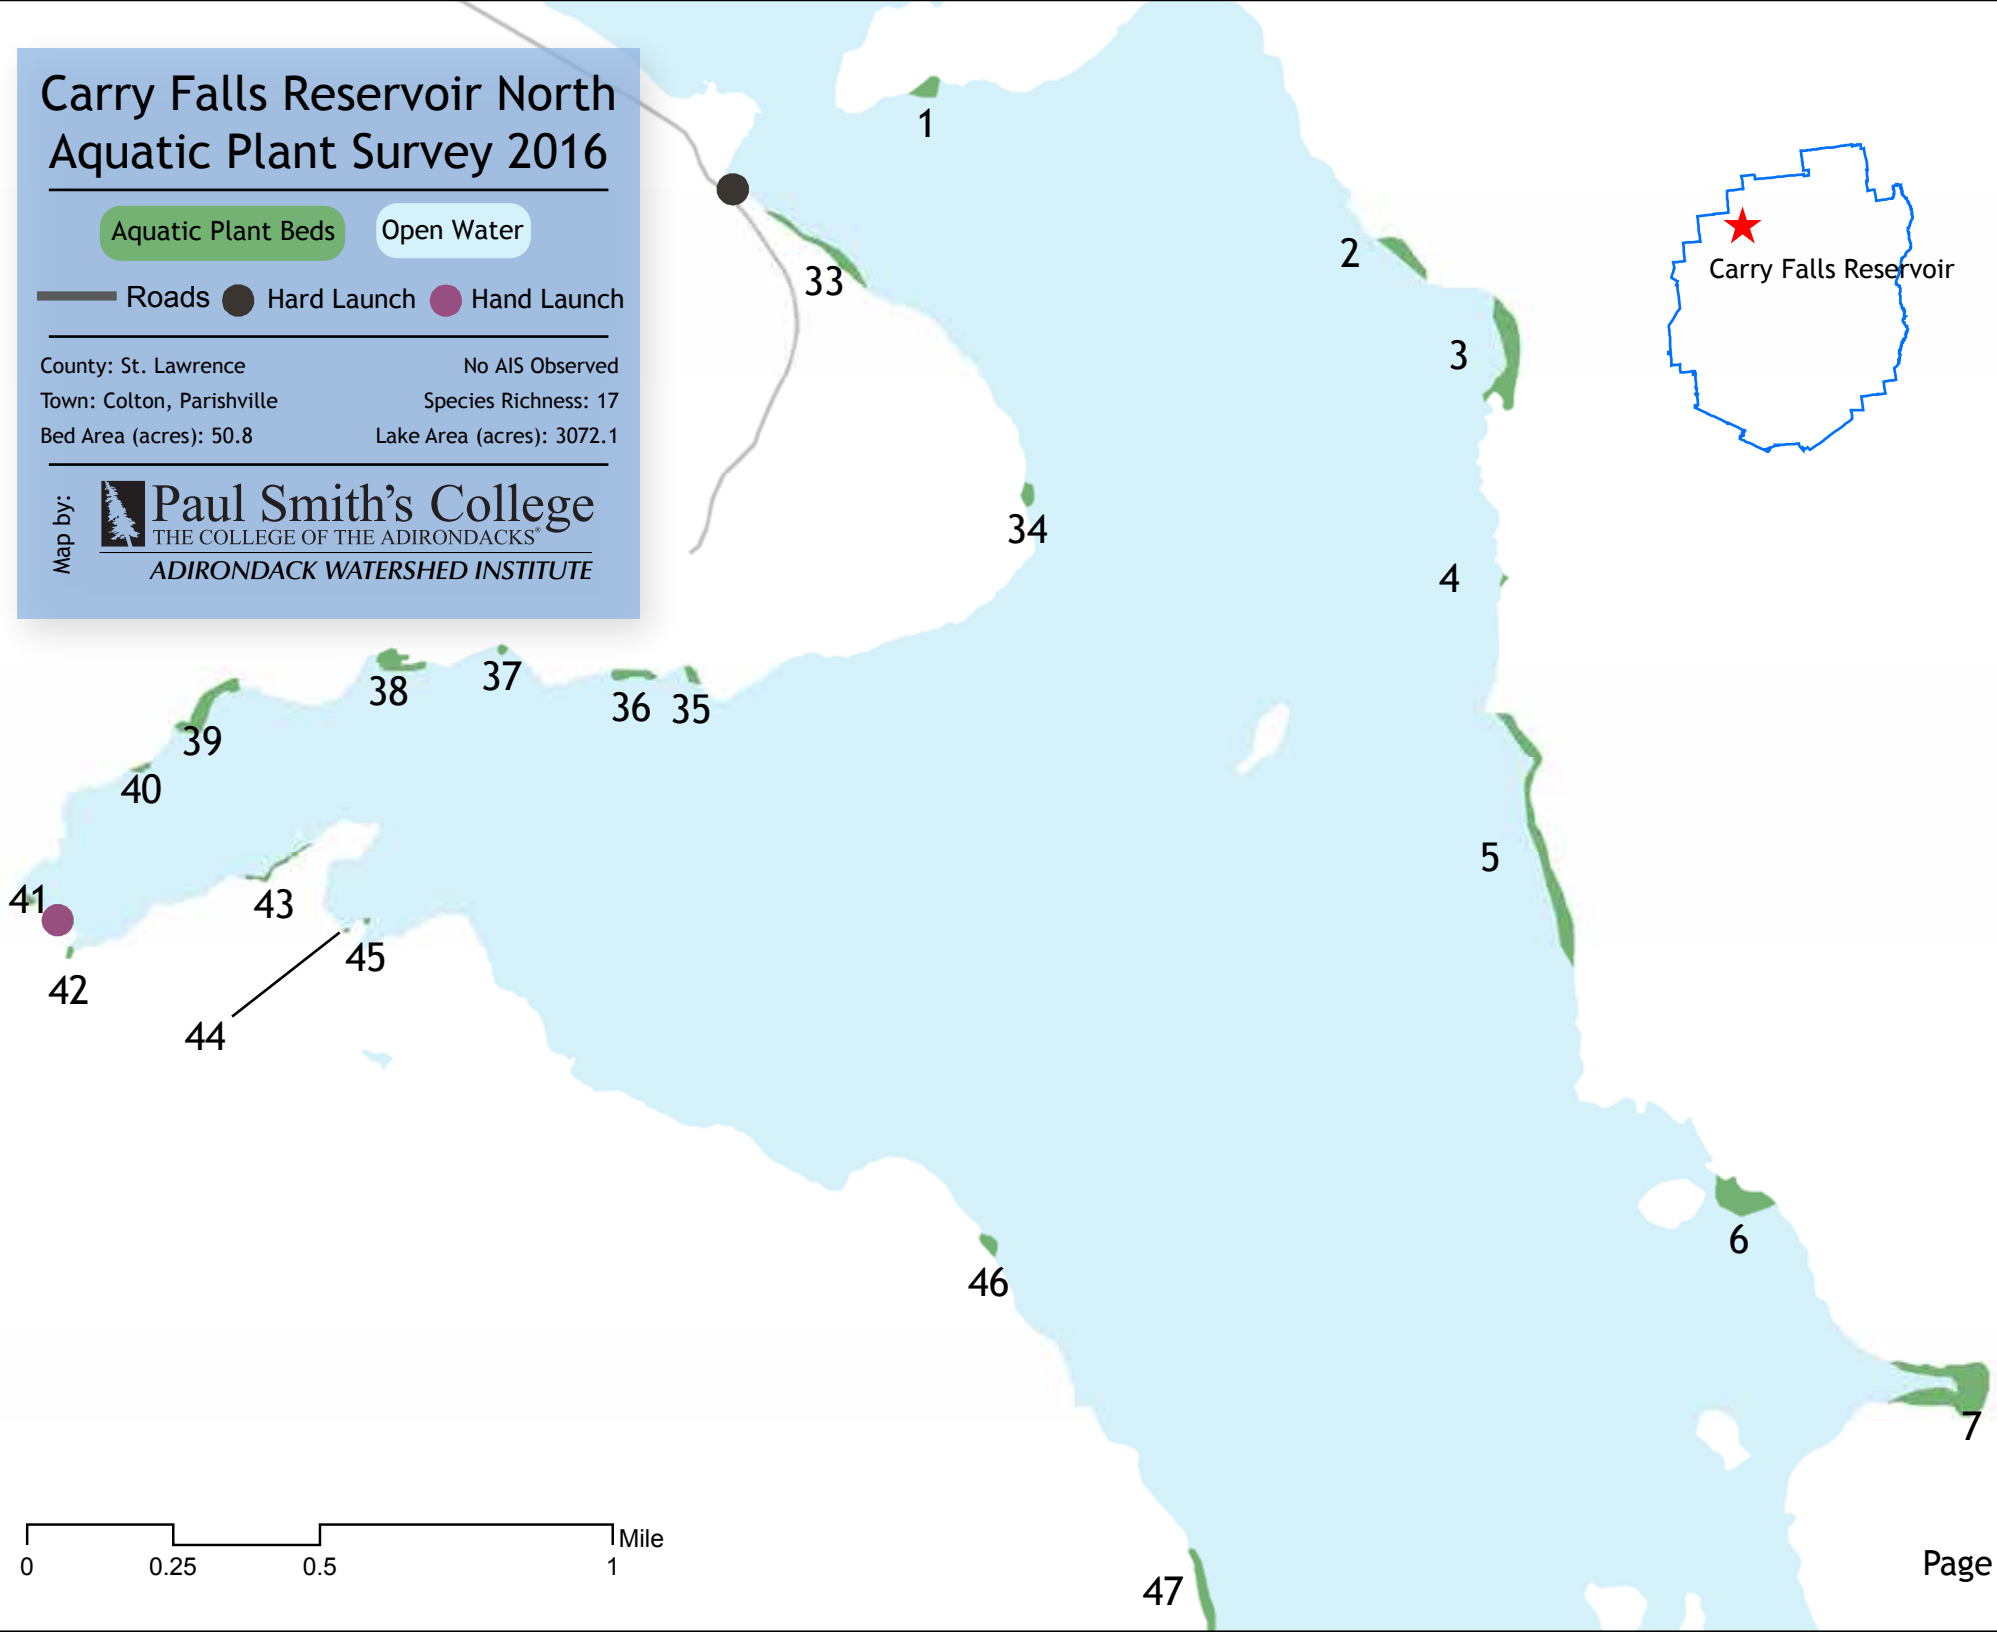 Carry Falls Reservoir North
Aquatic Plant Survey 2016
Aquatic Plant Beds
Open Water
Roads
Hard Launch
Hand Launch
County: St. Lawrence
No AIS Observed
Town: Colton, Parishville
Species Richness: 17
Bed Area (acres): 50.8
Lake Area (acres): 3072.1
Map by:
Paul Smith's College
THE COLLEGE OF THE ADIRONDACKS®
ADIRONDACK WATERSHED INSTITUTE
1
2
33
Carry Falls Reservoir
3
34
4
38
37
36
35
39
40
5
41
43
45
42
44
6
46
7
Mile
0
0.25
0.5
1
Page
47